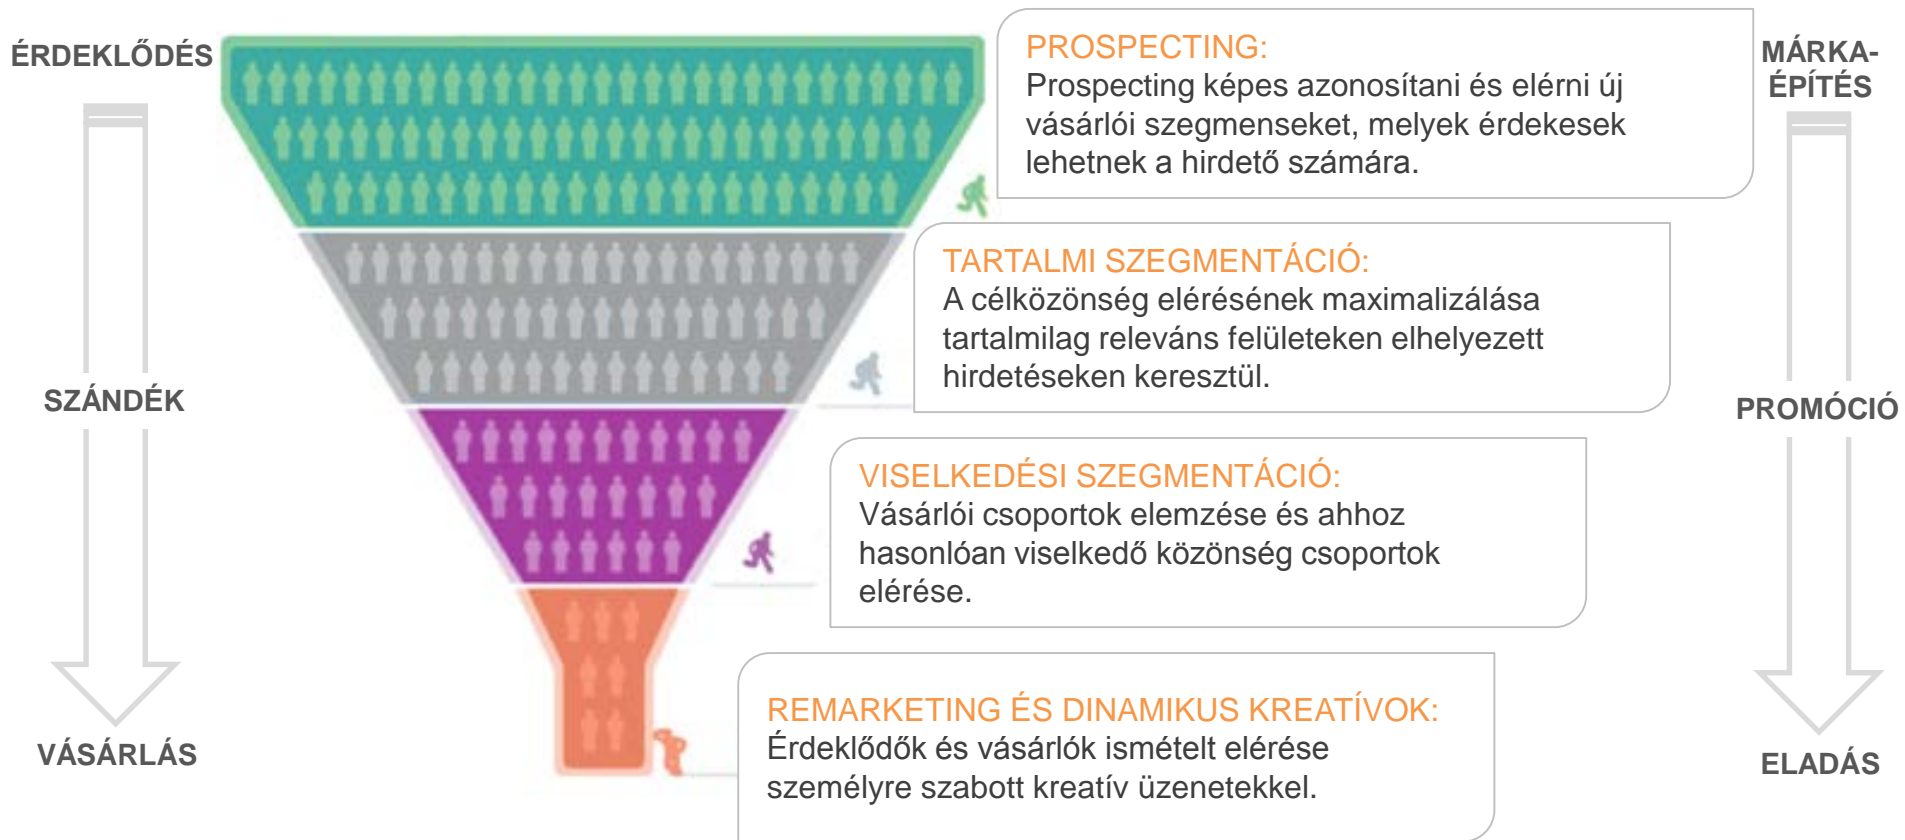 ÉRDEKLŐDÉS
SZÁNDÉK
VÁSÁRLÁS
PROSPECTING:
Prospecting képes azonosítani és elérni új
vásárlói szegmenseket, melyek érdekesek
lehetnek a hirdető számára.
TARTALMI SZEGMENTÁCIÓ:
A célközönség elérésének maximalizálása
tartalmilag releváns felületeken elhelyezett
hirdetéseken keresztül.
VISELKEDÉSI SZEGMENTÁCIÓ:
Vásárlói csoportok elemzése és ahhoz
hasonlóan viselkedő közönség csoportok
elérése.
REMARKETING ÉS DINAMIKUS KREATÍVOK:
Érdeklődők és vásárlók ismételt elérése
személyre szabott kreatív üzenetekkel.
MÁRKA-
ÉPÍTÉS
PROMÓCIÓ
ELADÁS